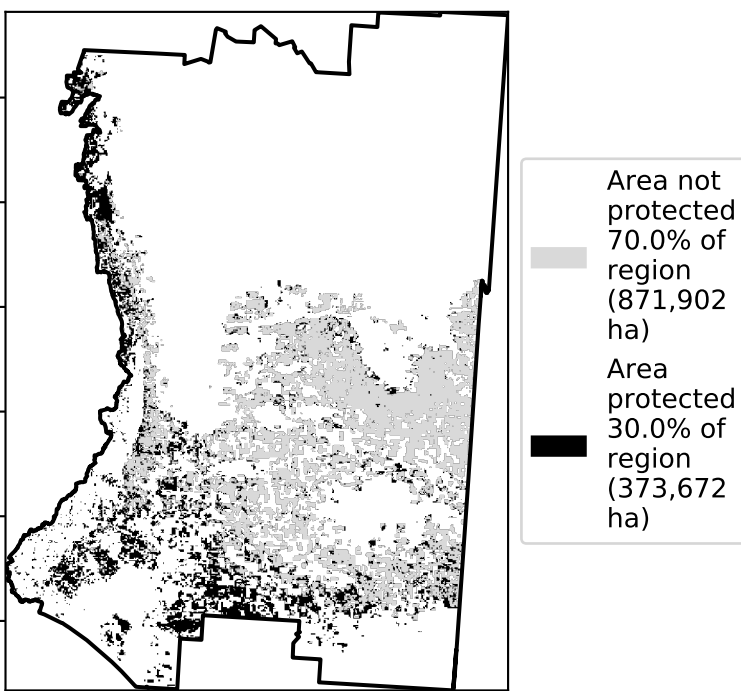 Area not
protected
70.0% of
region
(871,902
ha)
Area
protected
30.0% of
region
(373,672
ha)